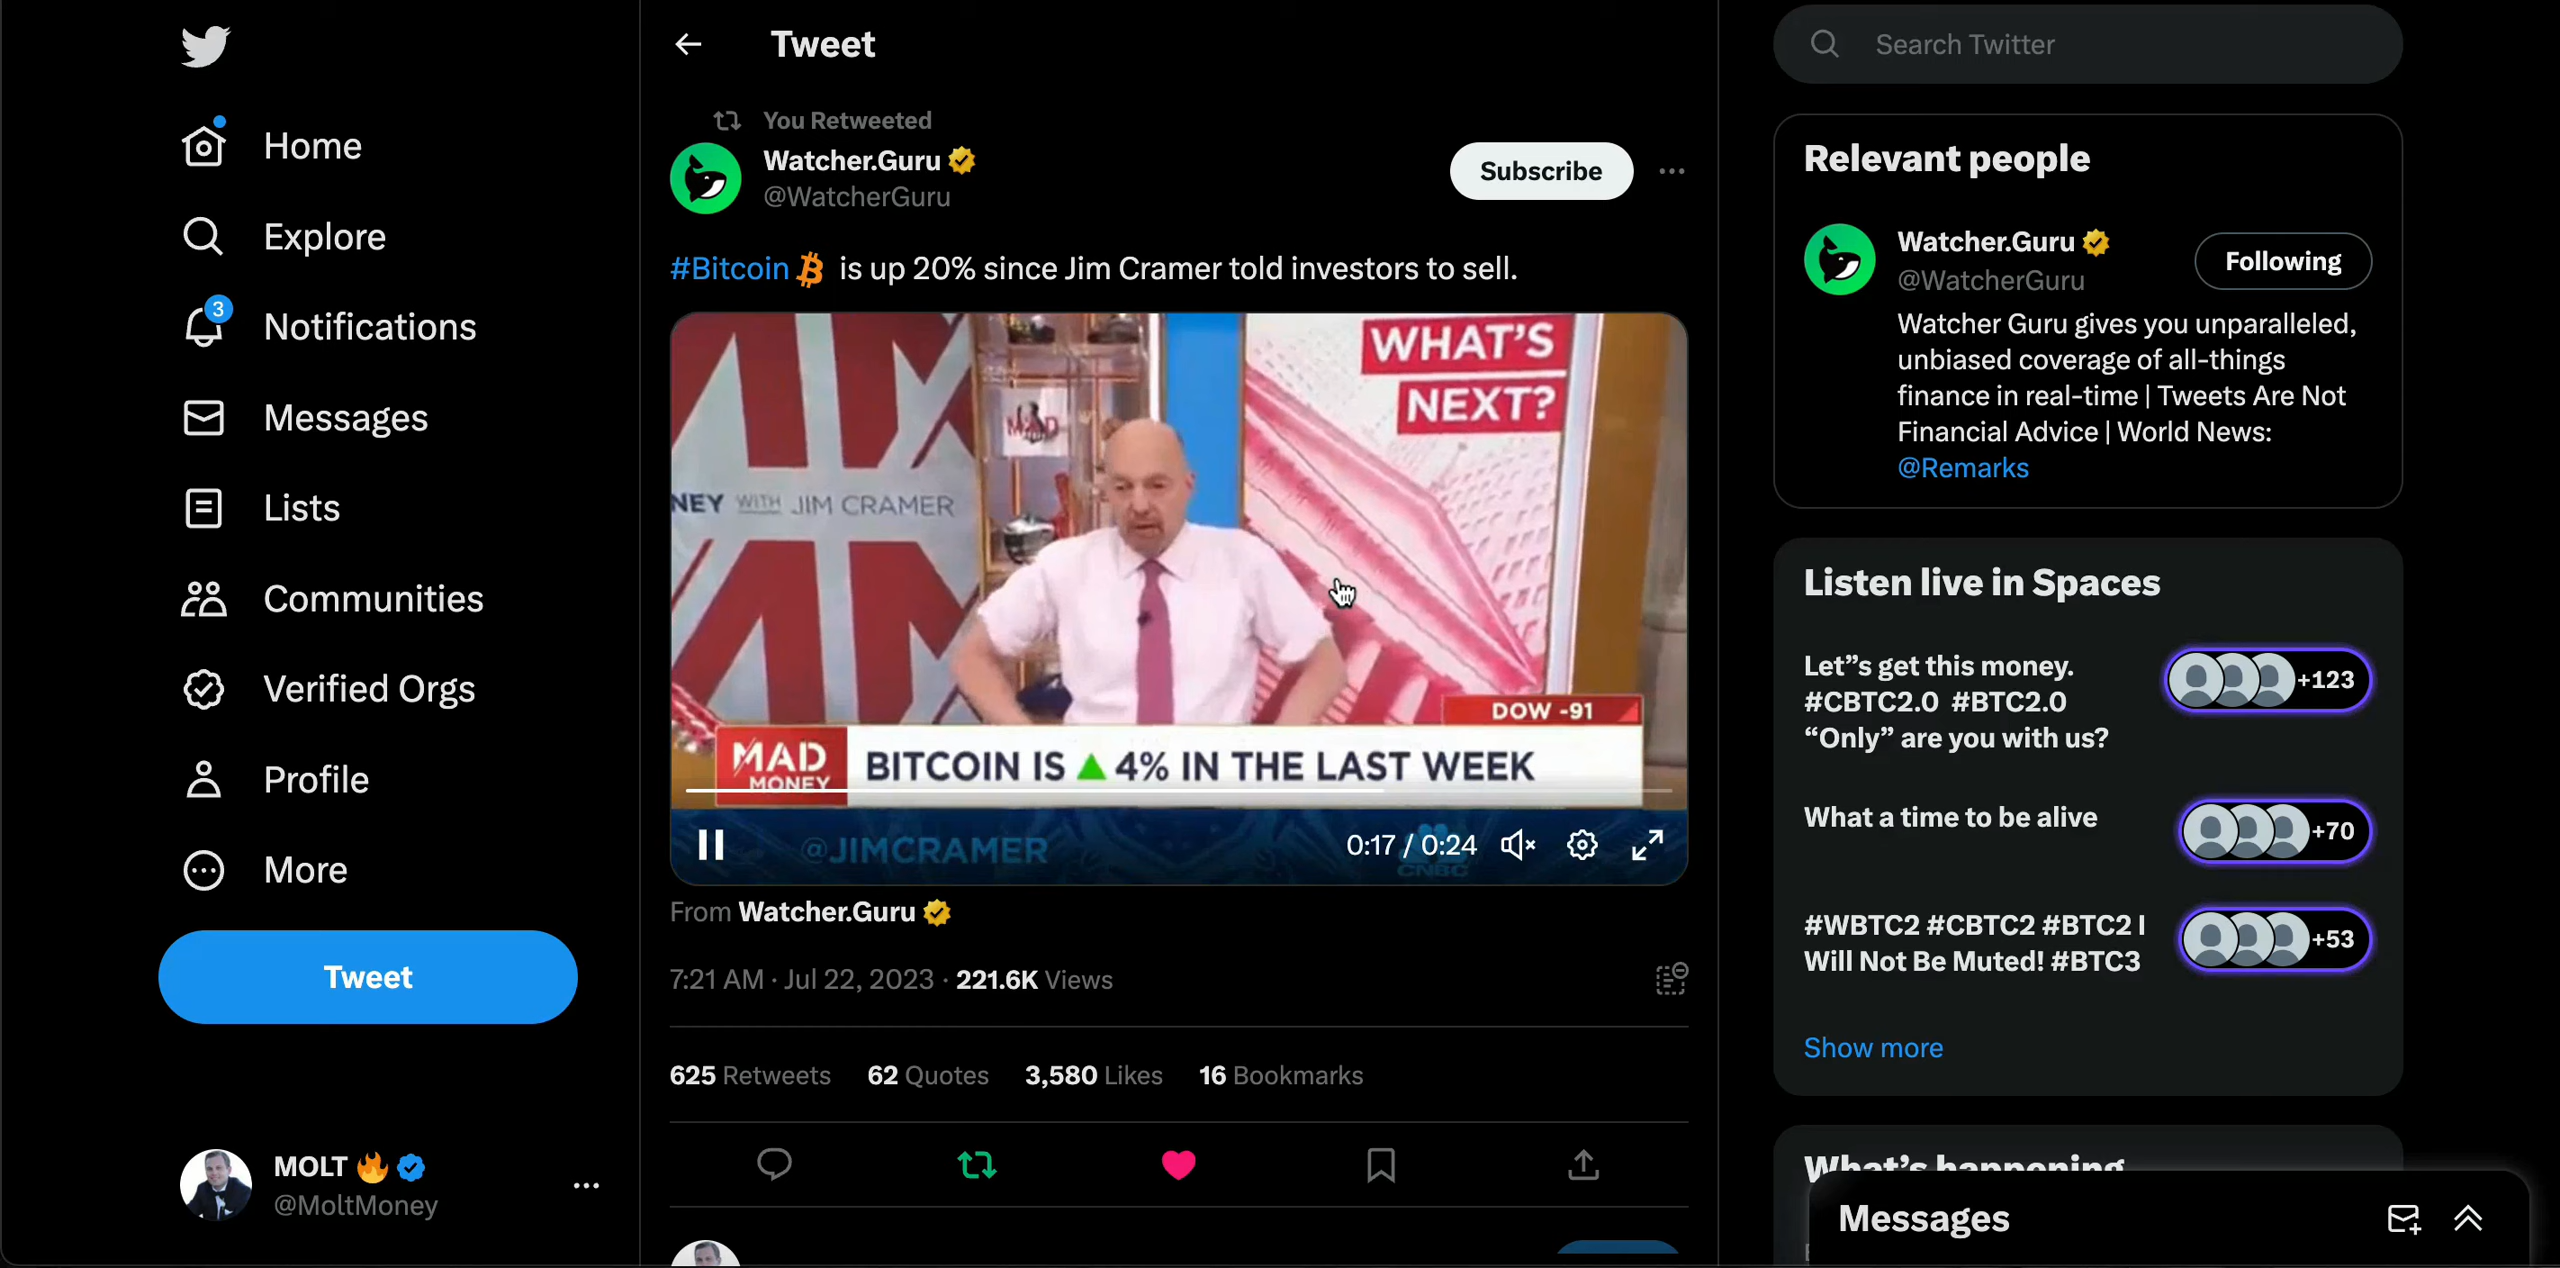 Home
Explore
3
Notifications
Messages
Lists
Communities
Verified Orgs
Profile
More
Tweet
MOLT
@MoltMoney
Tweet
You Retweeted
Watcher.Guru
@WatcherGuru
Subscribe
#Bitcoin is up 20% since Jim Cramer told investors to sell.
WHAT'S
NEXT?
MAD
NEY WITH JIM CRAMER
DOW -91
MAD
MONEY
BITCOIN IS ▲ 4% IN THE LAST WEEK
@JIMCRAMER
0:17 / 0:24
CNBC
From Watcher.Guru
7:21 AM · Jul 22, 2023 · 221.6K Views
625 Retweets 62 Quotes 3,580 Likes 16 Bookmarks
Search Twitter
Relevant people
Watcher.Guru
@WatcherGuru
Following
Watcher Guru gives you unparalleled,
unbiased coverage of all-things
finance in real-time | Tweets Are Not
Financial Advice | World News:
@Remarks
Listen live in Spaces
Let”s get this money.
#CBTC2.0 #BTC2.0
“Only” are you with us?
+123
What a time to be alive
+70
#WBTC2 #CBTC2 #BTC2 I
Will Not Be Muted! #BTC3
+53
Show more
What’s happening
Messages